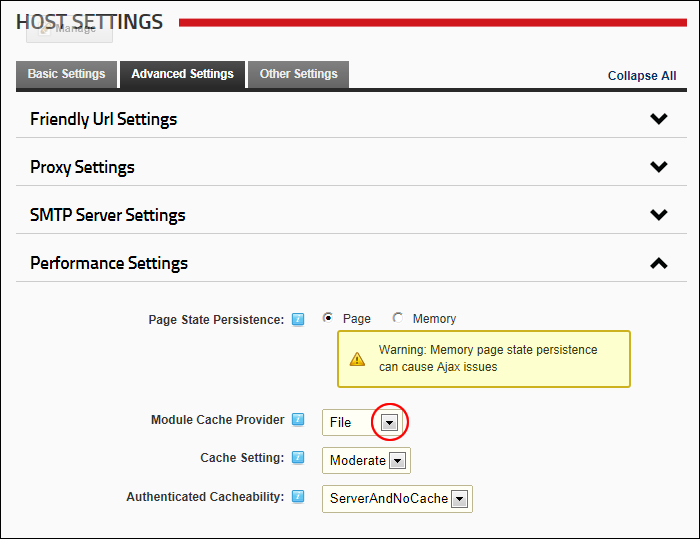 HOST SETTINGS
Manage
Basic Settings Advanced Settings Other Settings Collapse All
Friendly Url Settings
Proxy Settings
SMTP Server Settings
Performance Settings
Page State Persistence: Page Memory
Warning: Memory page state persistence
can cause Ajax issues
Module Cache Provider File
Cache Setting: Moderate
Authenticated Cacheability: ServerAndNoCache